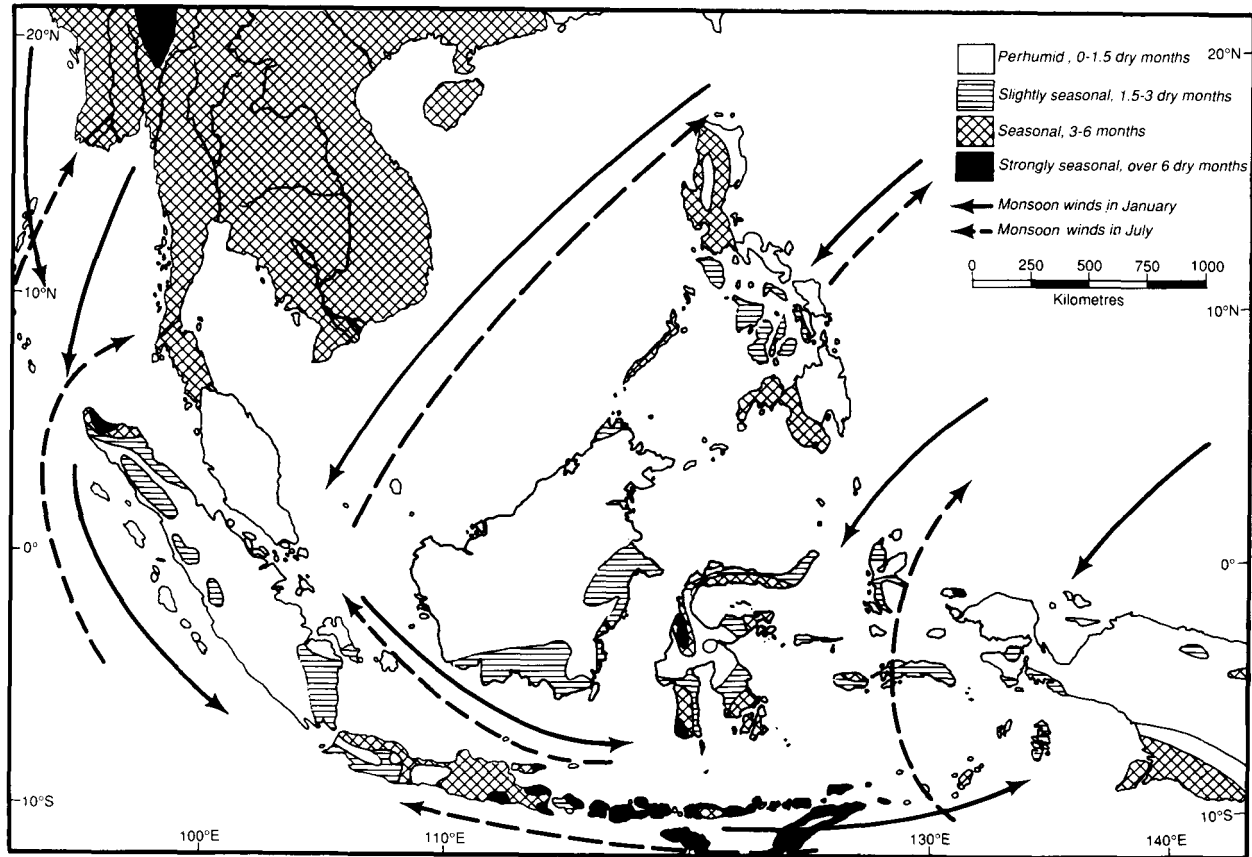 20°N
20°N
Perhumid, 0-1.5 dry months
Slightly seasonal, 1.5-3 dry months
Seasonal, 3-6 months
Strongly seasonal, over 6 dry months
Monsoon winds in January
Monsoon winds in July
0 250 500 750 1000
Kilometres
10°N
10°N
0°
0°
10°S
10°S
100°E
110°E
130°E
140°E